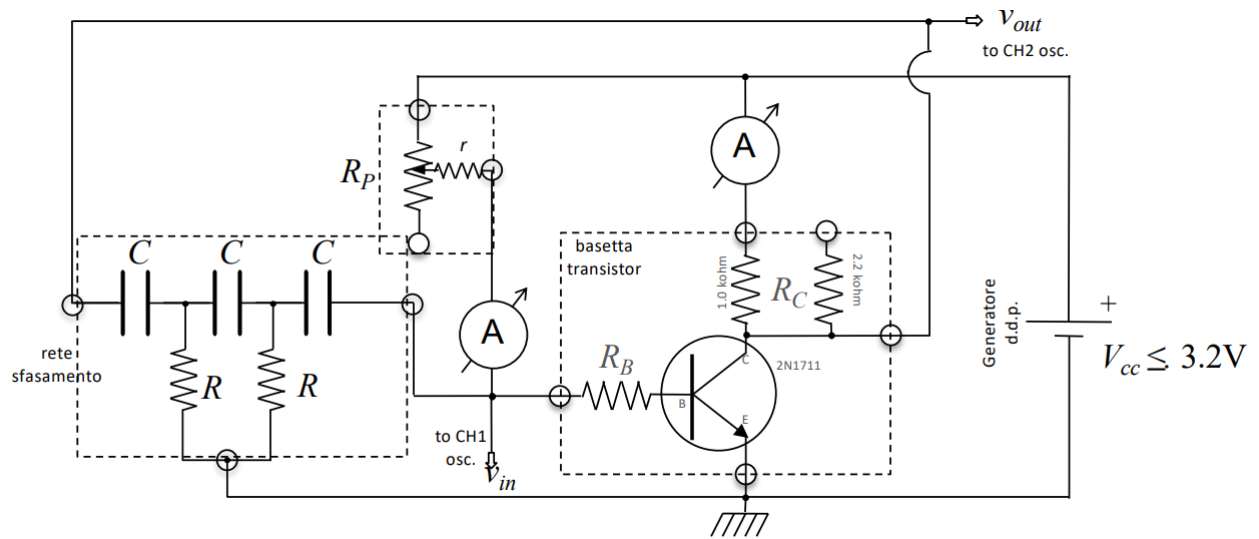 v_out
to CH2 osc.
A
r
R_P
C
C
C
basetta
transistor
1.0 kohm
R_C
2.2 kohm
A
Generatore
d.d.p.
+
V_cc ≤ 3.2V
rete
sfasamento
R
R
R_B
C
2N1711
B
E
to CH1
osc.
v_in